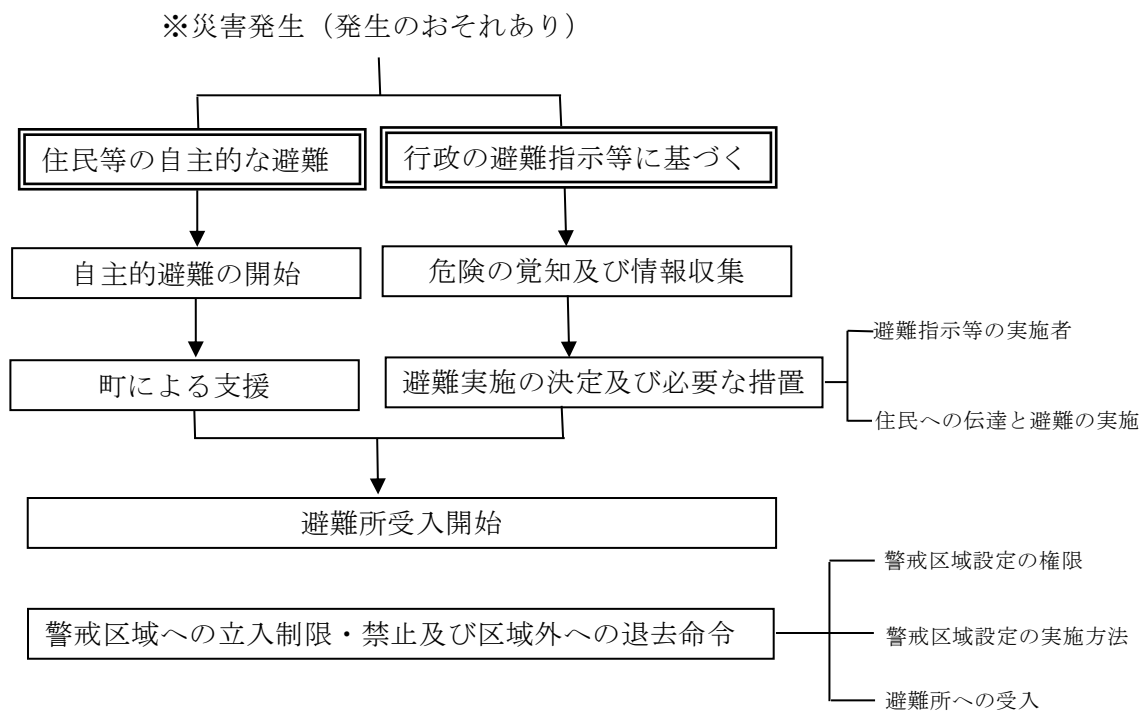 ※災害発生（発生のおそれあり）
住民等の自主的な避難
行政の避難指示等に基づく
自主的避難の開始
危険の覚知及び情報収集
避難指示等の実施者
町による支援
避難実施の決定及び必要な措置
住民への伝達と避難の実施
避難所受入開始
警戒区域設定の権限
警戒区域への立入制限・禁止及び区域外への退去命令
警戒区域設定の実施方法
避難所への受入